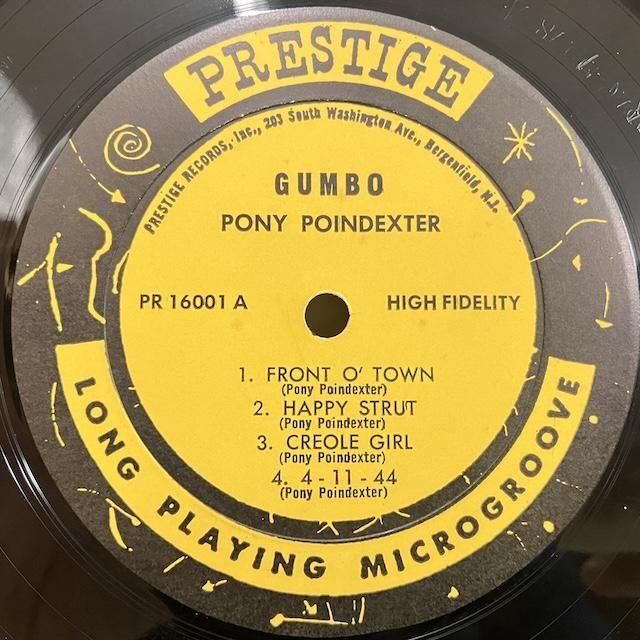 PRESTIGE
PRESTIGE RECORDS, Inc., 203 South Washington Ave., Bergenfield, N.J.
GUMBO
PONY POINDEXTER
PR 16001 A
HIGH FIDELITY
1. FRONT O' TOWN
(Pony Poindexter)
2. HAPPY STRUT
(Pony Poindexter)
3. CREOLE GIRL
(Pony Poindexter)
4. 4 - 11 - 44
(Pony Poindexter)
LONG PLAYING MICROGROOVE